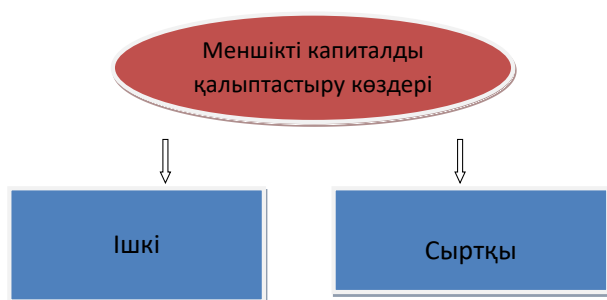 Меншікті капиталды
қалыптастыру көздері
Ішкі
Сыртқы